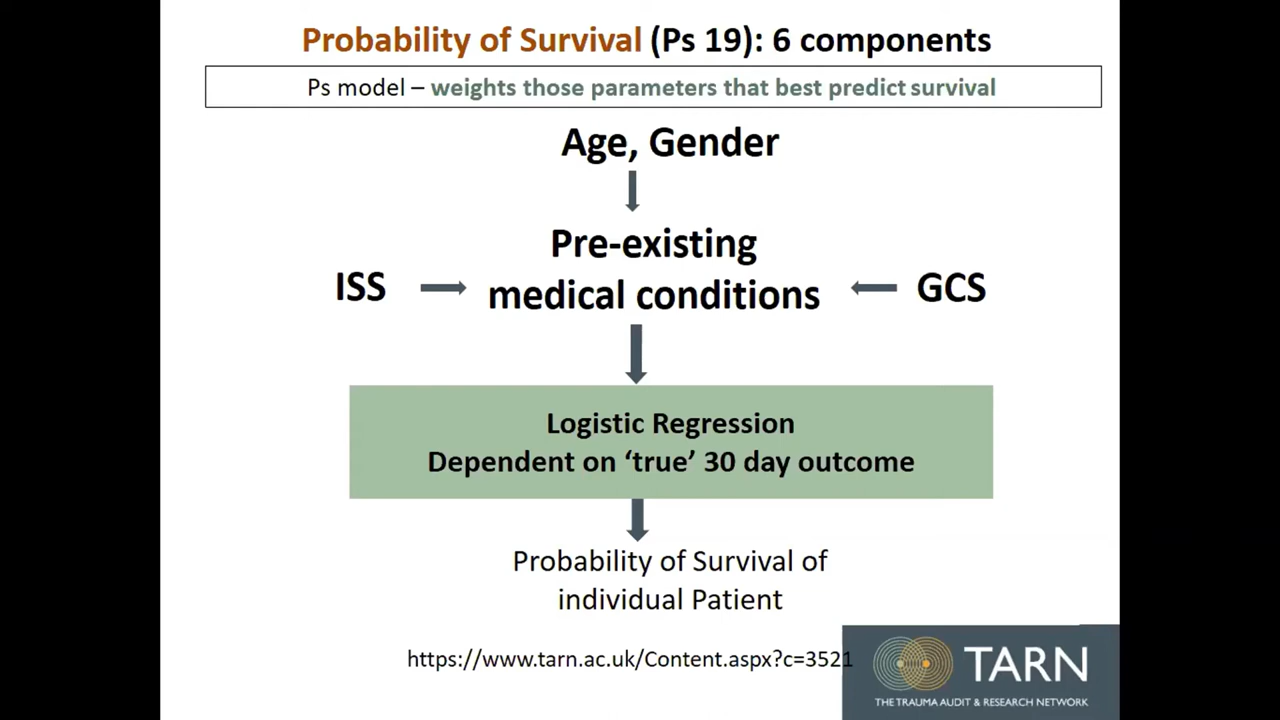 Probability of Survival (Ps 19): 6 components
Ps model – weights those parameters that best predict survival
Age, Gender
Pre-existing
medical conditions
ISS
GCS
Logistic Regression
Dependent on ‘true’ 30 day outcome
Probability of Survival of
individual Patient
https://www.tarn.ac.uk/Content.aspx?c=3521
TARN
THE TRAUMA AUDIT & RESEARCH NETWORK